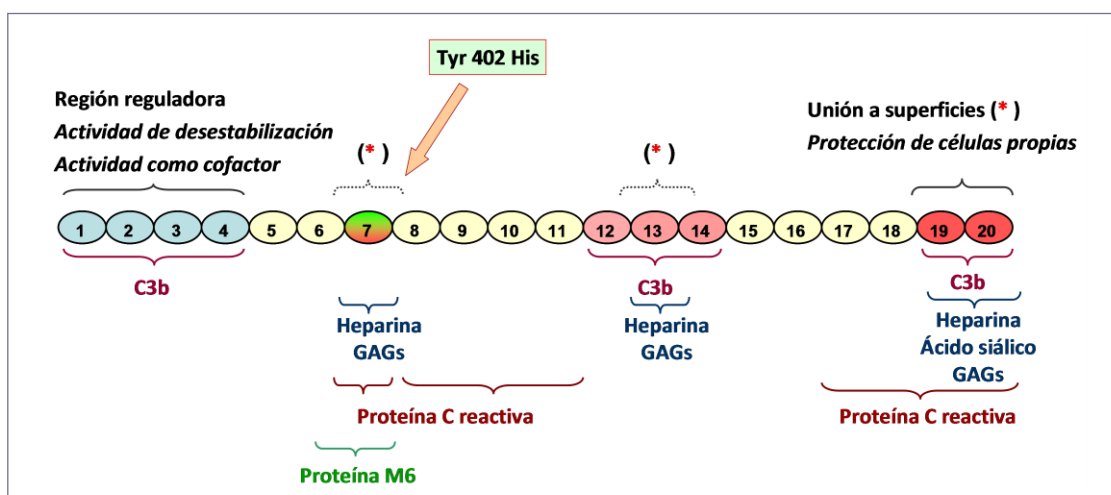 Tyr 402 His
Región reguladora
Actividad de desestabilización
Actividad como cofactor
(* )
(* )
Unión a superficies (* )
Protección de células propias
1 2 3 4 5 6 7 8 9 10 11 12 13 14 15 16 17 18 19 20
C3b
C3b
C3b
Heparina
GAGs
Heparina
GAGs
Heparina
Ácido siálico
GAGs
Proteína C reactiva
Proteína C reactiva
Proteína M6